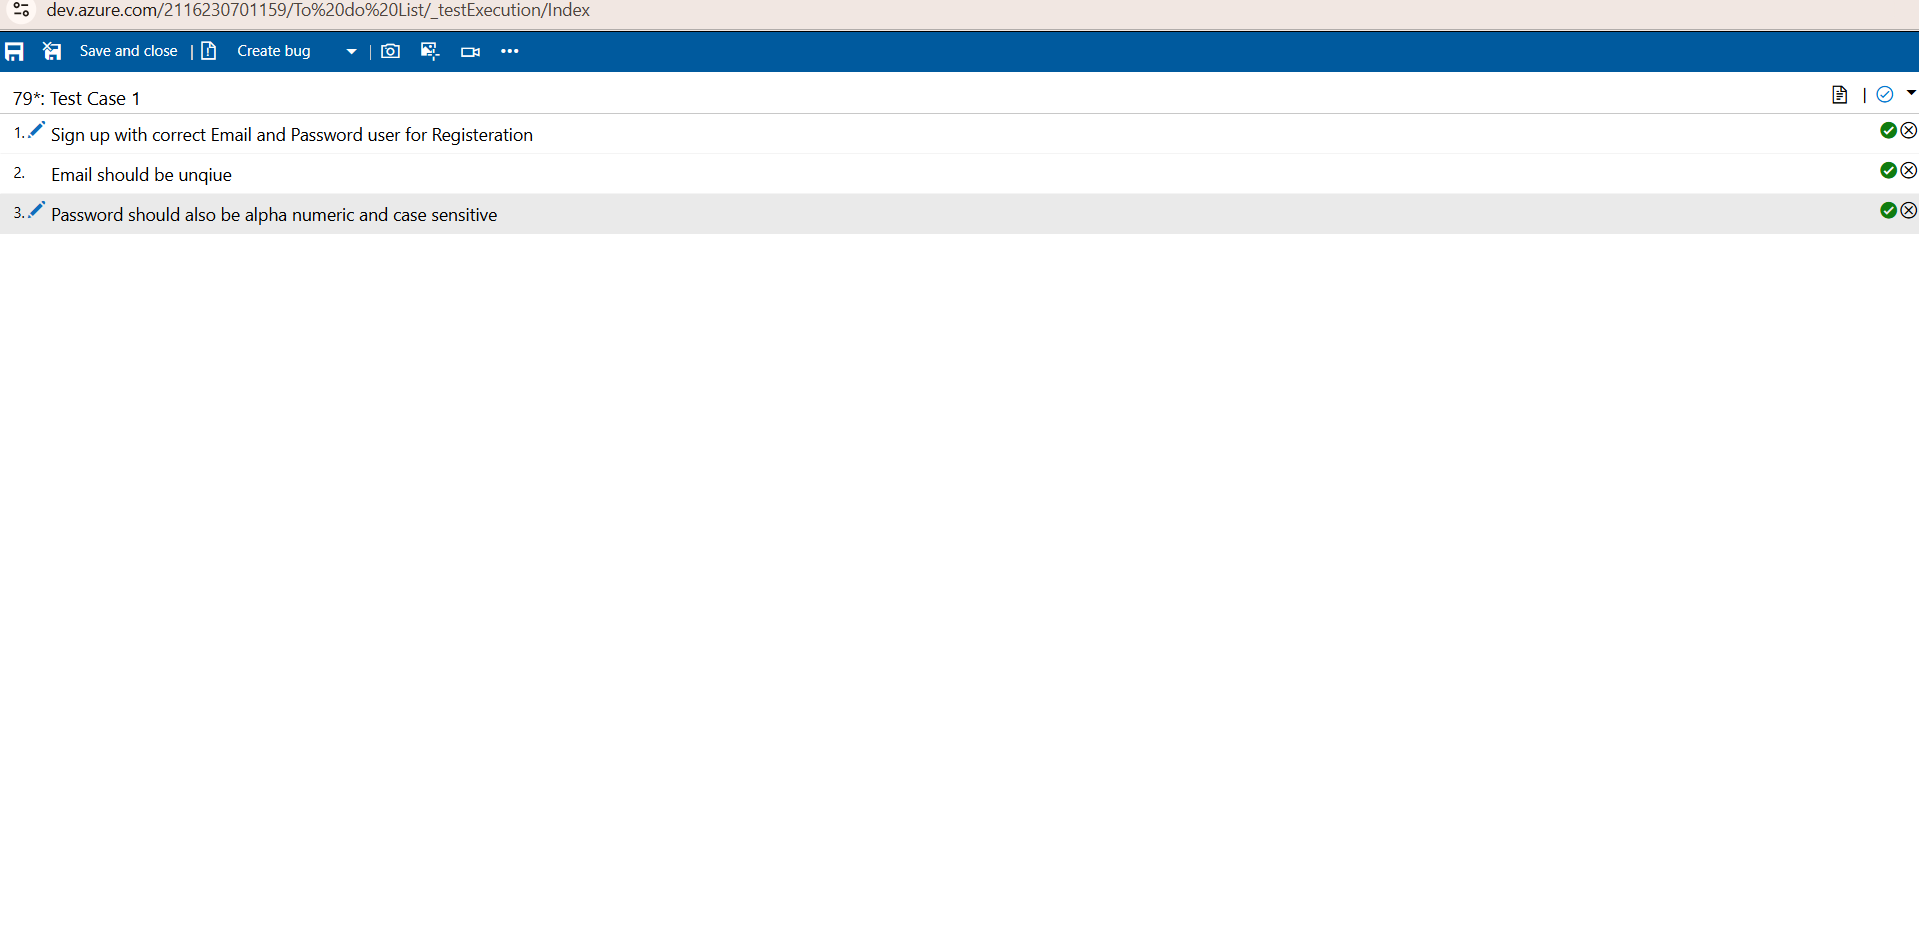 dev.azure.com/2116230701159/To%20do%20List/_testExecution/Index
Save and close | Create bug |
79*: Test Case 1 |
1. Sign up with correct Email and Password user for Registeration
2. Email should be unqiue
3. Password should also be alpha numeric and case sensitive